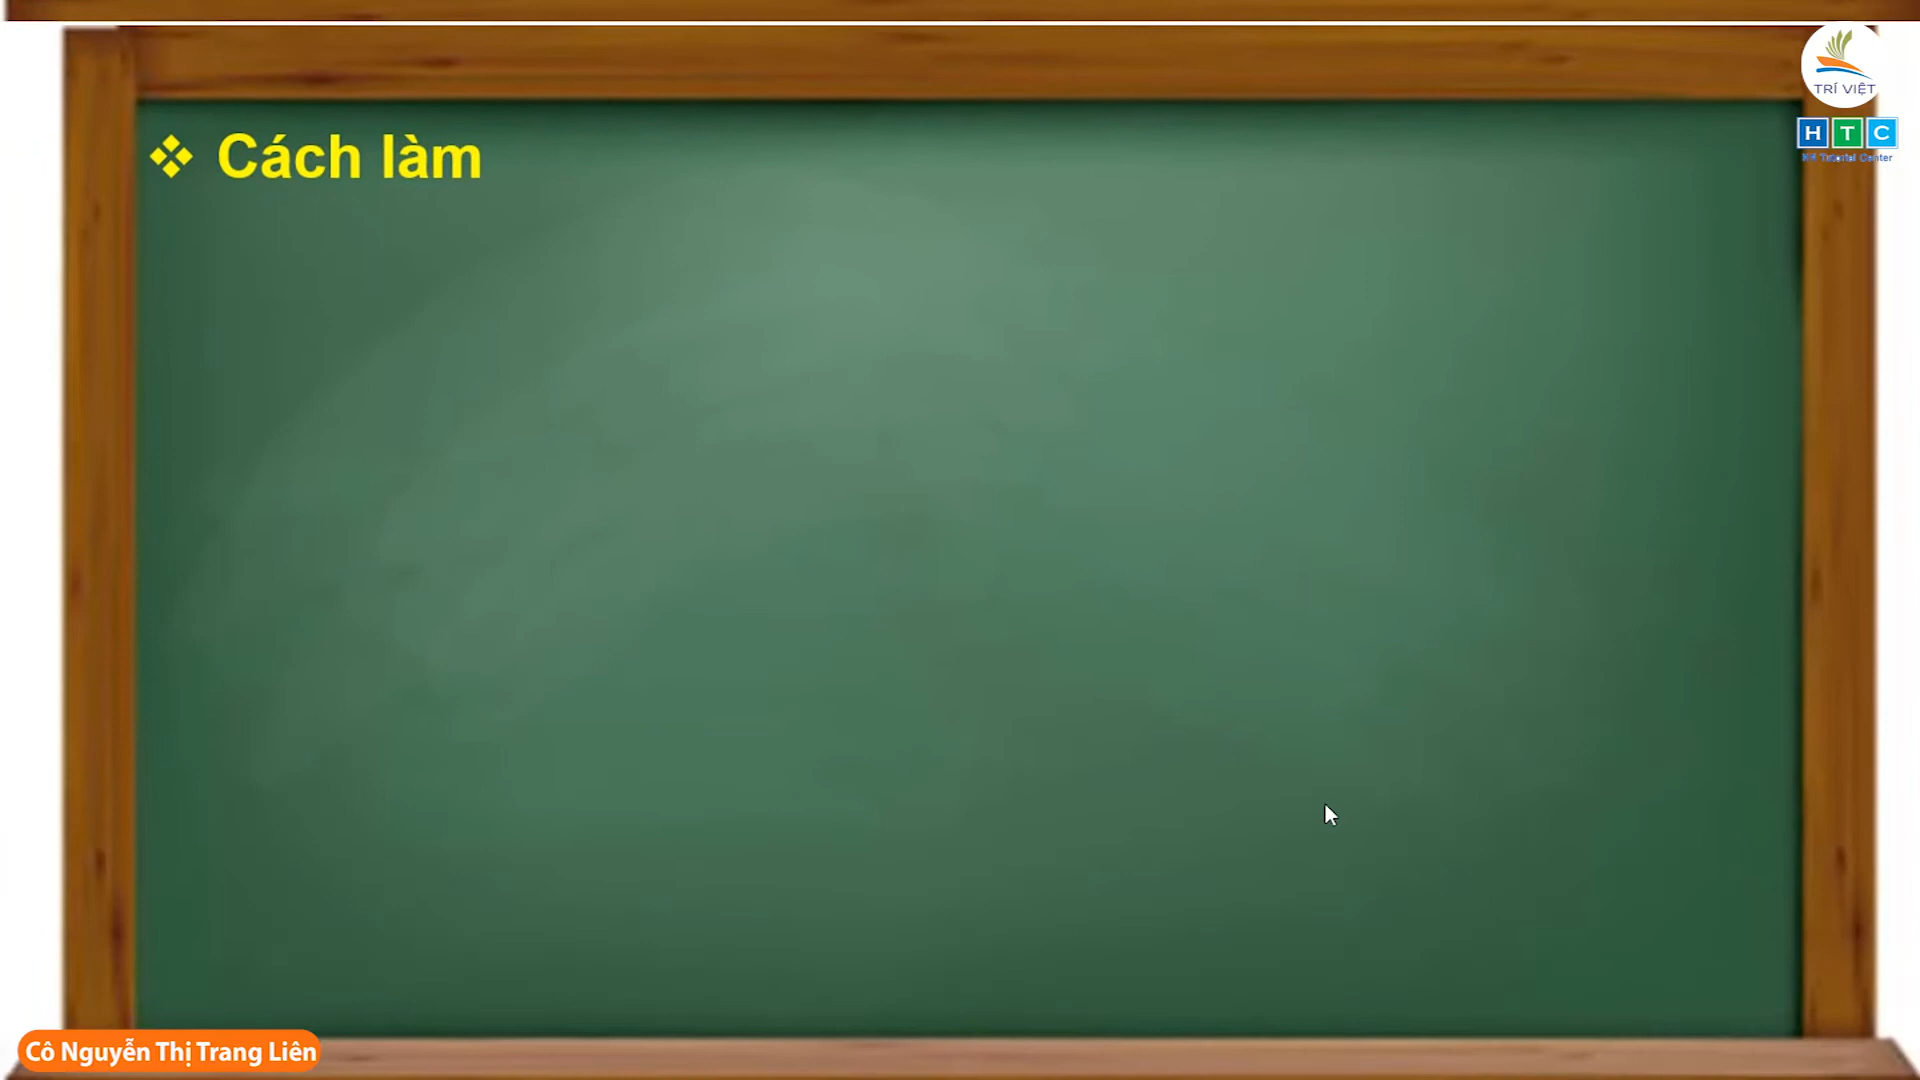 TRÍ VIỆT
H T C
❖ Cách làm
Cô Nguyễn Thị Trang Liên